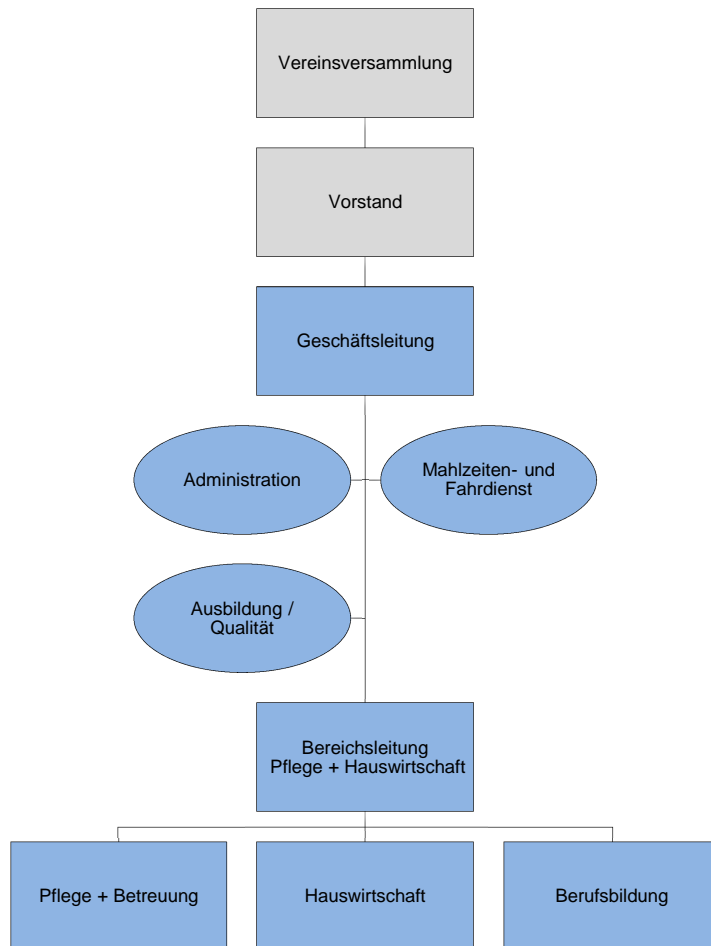 Vereinsversammlung
Vorstand
Geschäftsleitung
Administration
Mahlzeiten- und
Fahrdienst
Ausbildung /
Qualität
Bereichsleitung
Pflege + Hauswirtschaft
Pflege + Betreuung
Hauswirtschaft
Berufsbildung